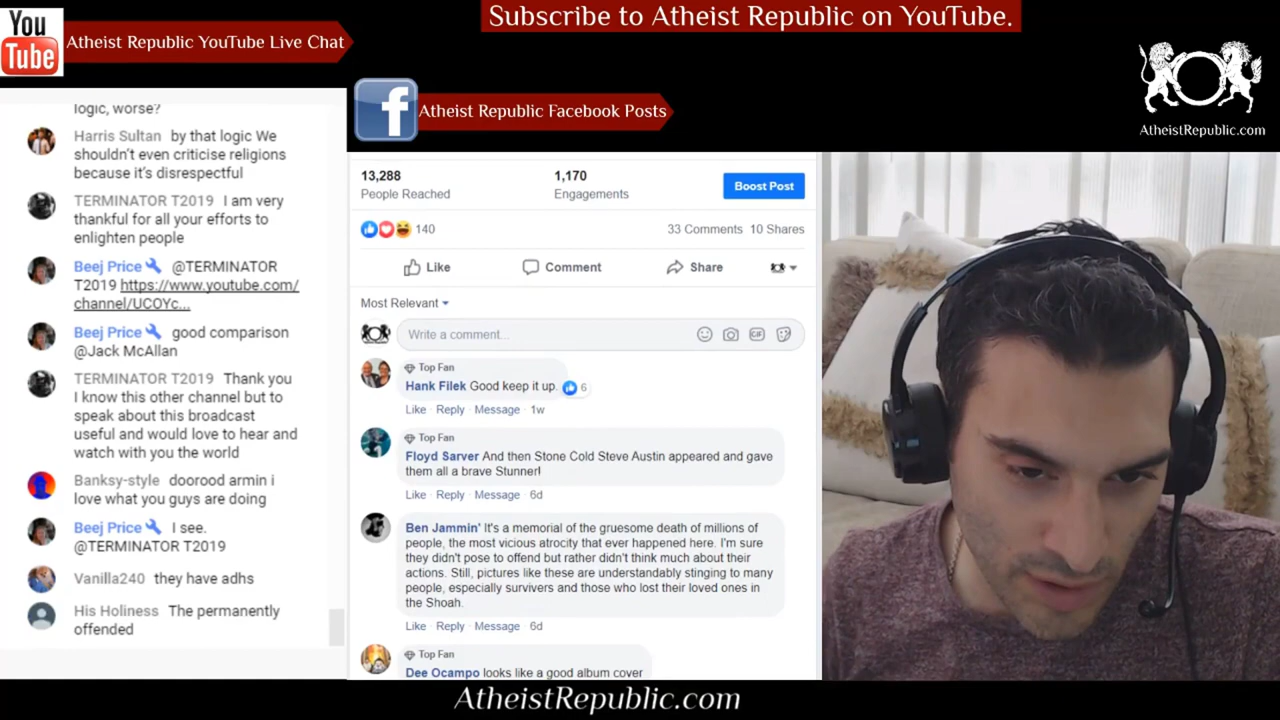 Subscribe to Atheist Republic on YouTube.
You
Tube
Atheist Republic YouTube Live Chat
AtheistRepublic.com
f
Atheist Republic Facebook Posts
logic, worse?
Harris Sultan by that logic We
shouldn't even criticise religions
because it's disrespectful
TERMINATOR T2019 I am very
thankful for all your efforts to
enlighten people
Beej Price @TERMINATOR
T2019 https://www.youtube.com/
channel/UCOYc...
Beej Price good comparison
@Jack McAllan
TERMINATOR T2019 Thank you
I know this other channel but to
speak about this broadcast
useful and would love to hear and
watch with you the world
Banksy-style doorood armin i
love what you guys are doing
Beej Price I see.
@TERMINATOR T2019
Vanilla240 they have adhs
His Holiness The permanently
offended
13,288 1,170
People Reached Engagements
Boost Post
140 33 Comments 10 Shares
Like Comment Share
Most Relevant
Write a comment...
GIF
Top Fan
Hank Filek Good keep it up. 6
Like · Reply · Message · 1w
Top Fan
Floyd Sarver And then Stone Cold Steve Austin appeared and gave
them all a brave Stunner!
Like · Reply · Message · 6d
Ben Jammin' It's a memorial of the gruesome death of millions of
people, the most vicious atrocity that ever happened here. I'm sure
they didn't pose to offend but rather didn't think much about their
actions. Still, pictures like these are understandably stinging to many
people, especially survivers and those who lost their loved ones in
the Shoah.
Like · Reply · Message · 6d
Top Fan
Dee Ocampo looks like a good album cover
AtheistRepublic.com